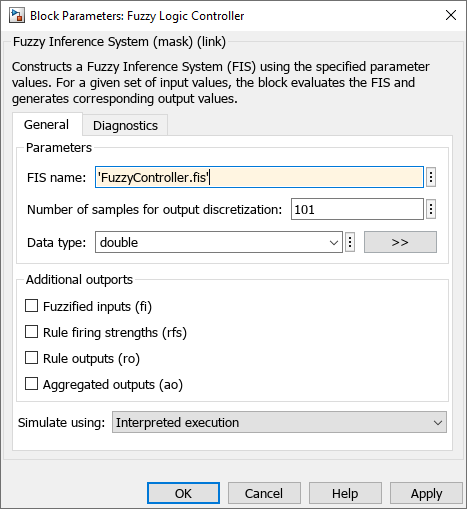 Block Parameters: Fuzzy Logic Controller
Fuzzy Inference System (mask) (link)
Constructs a Fuzzy Inference System (FIS) using the specified parameter
values. For a given set of input values, the block evaluates the FIS and
generates corresponding output values.
General Diagnostics
Parameters
FIS name: 'FuzzyController.fis'
Number of samples for output discretization: 101
Data type: double >>
Additional outports
Fuzzified inputs (fi)
Rule firing strengths (rfs)
Rule outputs (ro)
Aggregated outputs (ao)
Simulate using: Interpreted execution
OK Cancel Help Apply